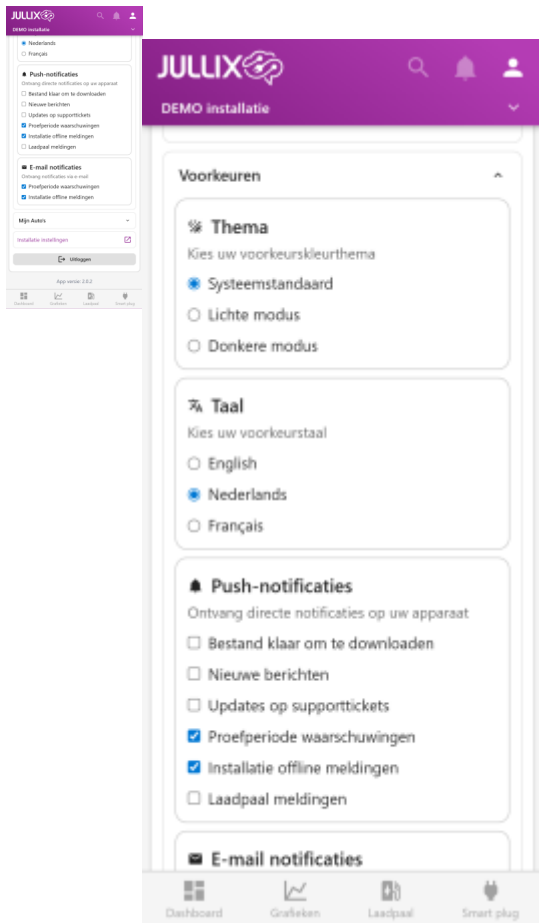 JULLIX
DEMO installatie
Nederlands
Français
Push-notificaties
Ontvang directe notificaties op uw apparaat
Bestand klaar om te downloaden
Nieuwe berichten
Updates op supporttickets
Proefperiode waarschuwingen
Installatie offline meldingen
Laadpaal meldingen
E-mail notificaties
Ontvang notificaties via e-mail
Proefperiode waarschuwingen
Installatie offline meldingen
Mijn Auto's
Installatie instellingen
Uitloggen
App versie: 2.0.2
Dashboard Grafieken Laadpaal Smart plug
JULLIX
DEMO installatie
Voorkeuren
Thema
Kies uw voorkeurskleurthema
Systeemstandaard
Lichte modus
Donkere modus
Taal
Kies uw voorkeurstaal
English
Nederlands
Français
Push-notificaties
Ontvang directe notificaties op uw apparaat
Bestand klaar om te downloaden
Nieuwe berichten
Updates op supporttickets
Proefperiode waarschuwingen
Installatie offline meldingen
Laadpaal meldingen
E-mail notificaties
Dashboard Grafieken Laadpaal Smart plug